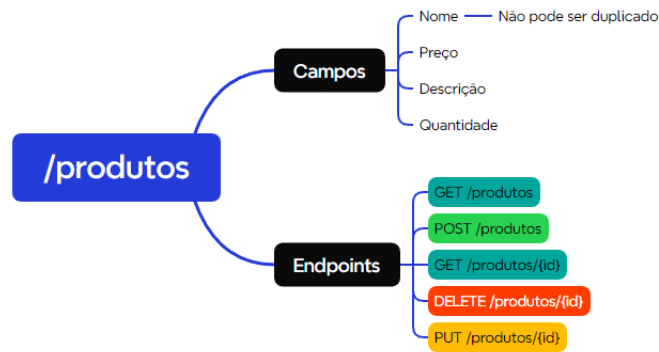 /produtos
Campos
Nome
Não pode ser duplicado
Preço
Descrição
Quantidade
Endpoints
GET /produtos
POST /produtos
GET /produtos/{id}
DELETE /produtos/{id}
PUT /produtos/{id}